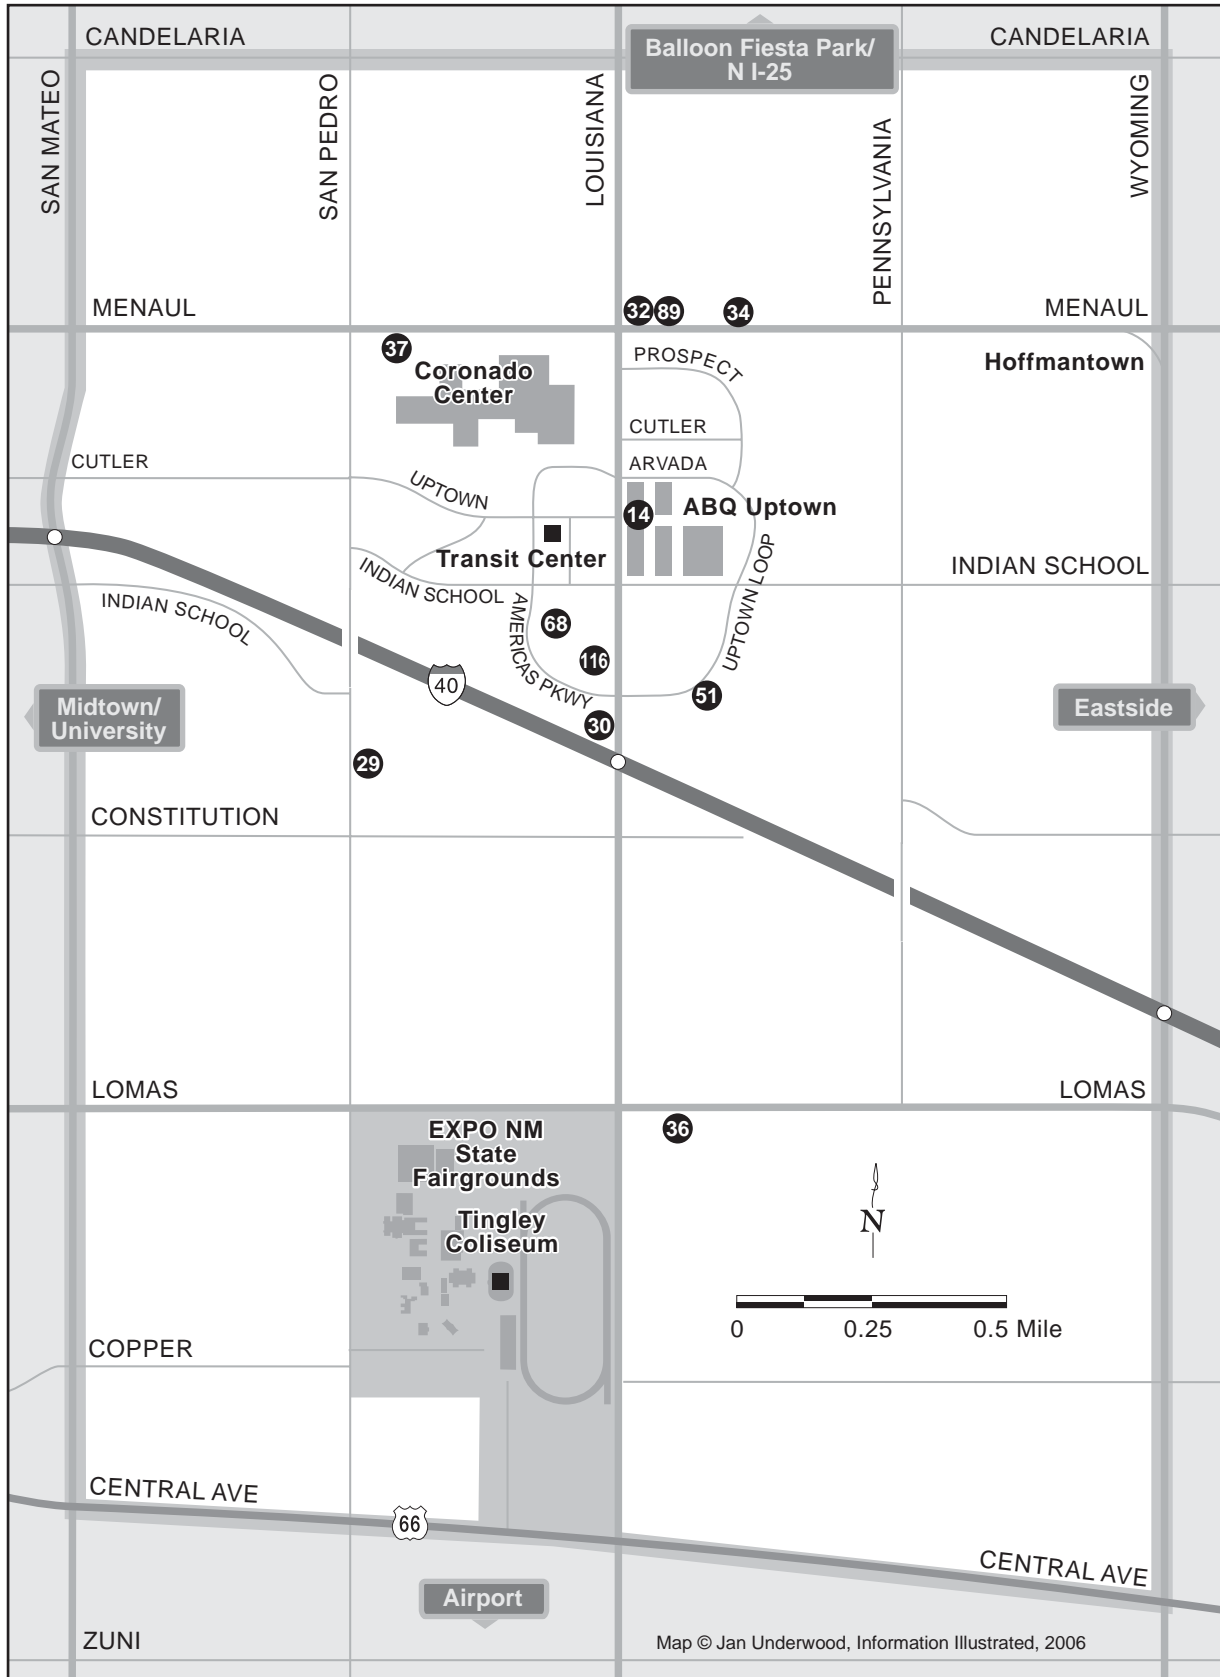 CANDELARIA
Balloon Fiesta Park/
N I-25
CANDELARIA
SAN MATEO
SAN PEDRO
LOUISIANA
PENNSYLVANIA
WYOMING
MENAUL
32
89
34
MENAUL
37
Coronado
Center
PROSPECT
Hoffmantown
CUTLER
CUTLER
ARVADA
UPTOWN
14
ABQ Uptown
Transit Center
INDIAN SCHOOL
INDIAN SCHOOL
INDIAN SCHOOL
AMERICAS PKWY
UPTOWN LOOP
68
116
40
51
Midtown/
University
30
Eastside
29
CONSTITUTION
LOMAS
LOMAS
EXPO NM
State
Fairgrounds
36
Tingley
Coliseum
N
0 0.25 0.5 Mile
COPPER
CENTRAL AVE
66
CENTRAL AVE
Airport
ZUNI
Map © Jan Underwood, Information Illustrated, 2006